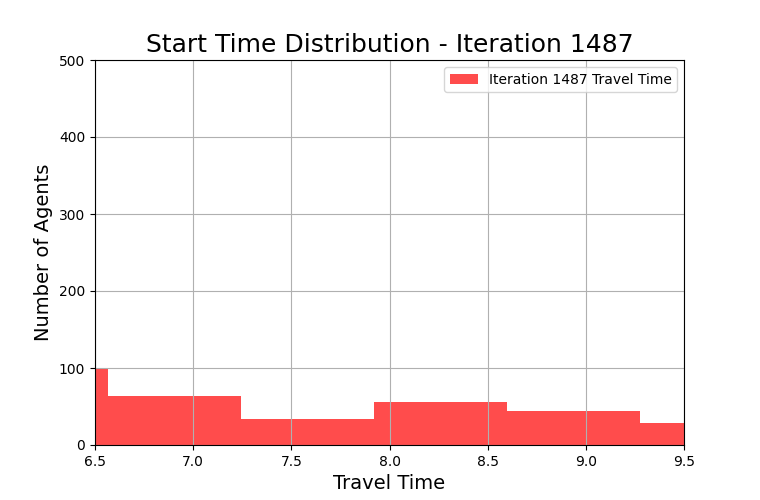 Start Time Distribution - Iteration 1487
500
400
300
200
100
0
Number of Agents
Iteration 1487 Travel Time
6.5 7.0 7.5 8.0 8.5 9.0 9.5
Travel Time